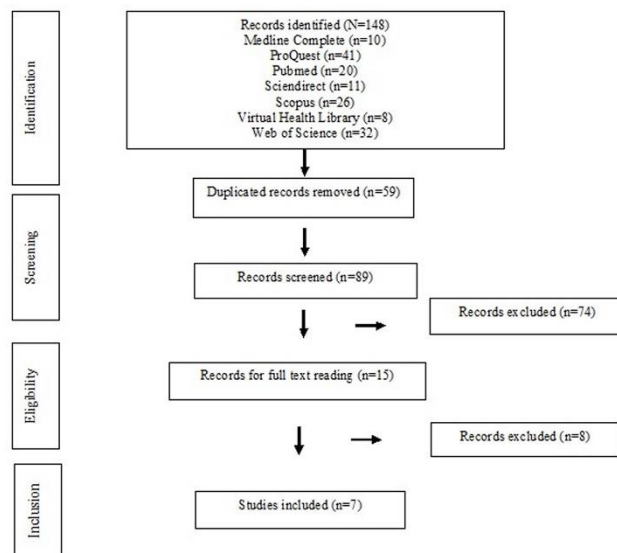 Identification
Records identified (N=148)
Medline Complete (n=10)
ProQuest (n=41)
Pubmed (n=20)
Sciendirect (n=11)
Scopus (n=26)
Virtual Health Library (n=8)
Web of Science (n=32)
Duplicated records removed (n=59)
Screening
Records screened (n=89)
Records excluded (n=74)
Eligibility
Records for full text reading (n=15)
Records excluded (n=8)
Inclusion
Studies included (n=7)